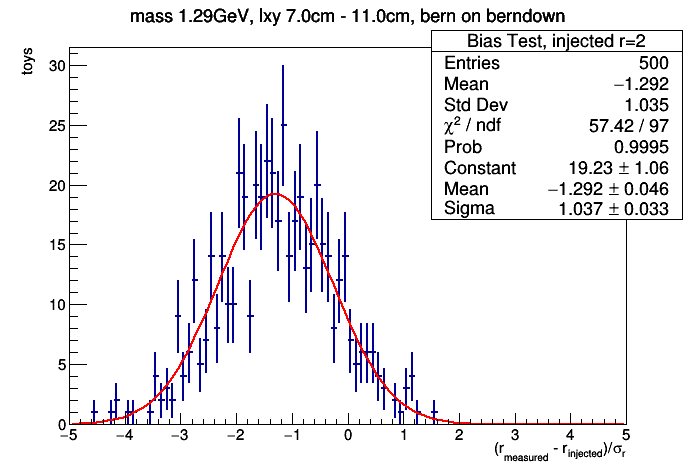 mass 1.29GeV, lxy 7.0cm - 11.0cm, bern on berndown
Bias Test, injected r=2
Entries 500
Mean −1.292
Std Dev 1.035
χ² / ndf 57.42 / 97
Prob 0.9995
Constant 19.23 ± 1.06
Mean −1.292 ± 0.046
Sigma 1.037 ± 0.033
toys
30
25
20
15
10
5
0
−5 −4 −3 −2 −1 0 1 2 3 4 5
(r_measured - r_injected)/σ_r